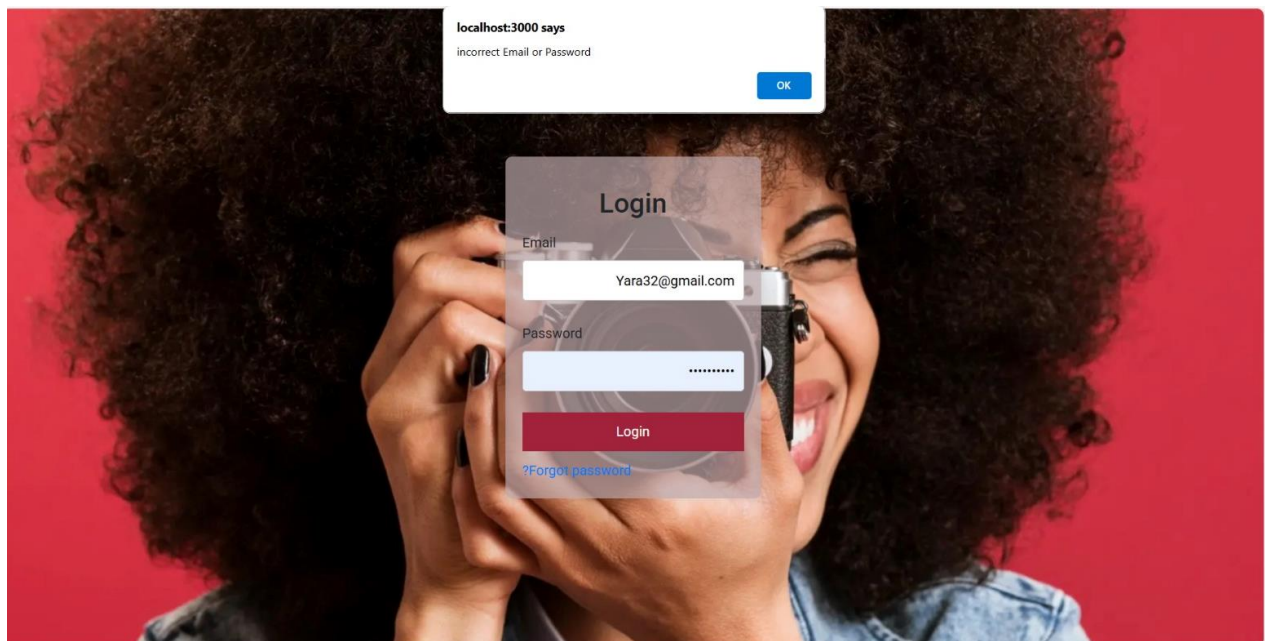 localhost:3000 says
incorrect Email or Password
OK
Login
Email
Yara32@gmail.com
Password
••••••••••
Login
?Forgot password